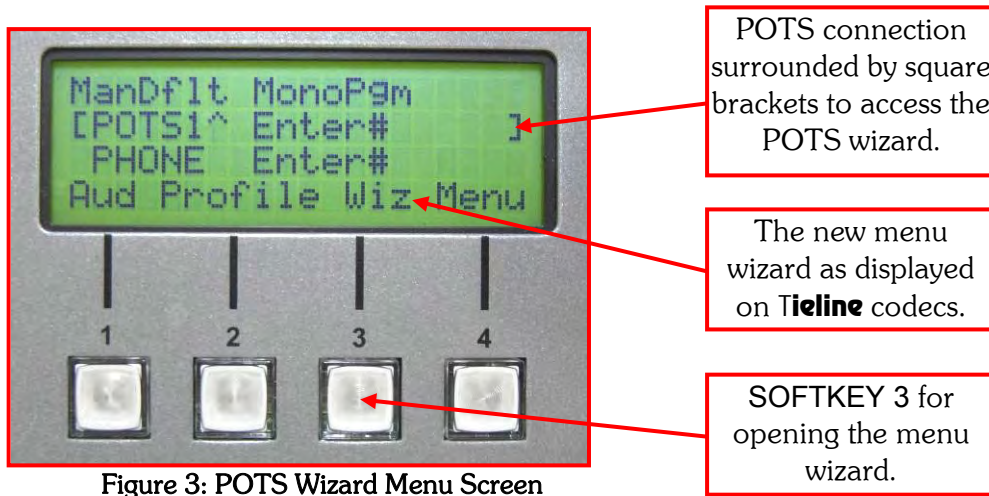 ManDflt MonoPgm
[POTS1^ Enter# ]
PHONE Enter#
Aud Profile Wiz Menu
1 2 3 4
POTS connection
surrounded by square
brackets to access the
POTS wizard.
The new menu
wizard as displayed
on Tieline codecs.
SOFTKEY 3 for
opening the menu
wizard.
Figure 3: POTS Wizard Menu Screen